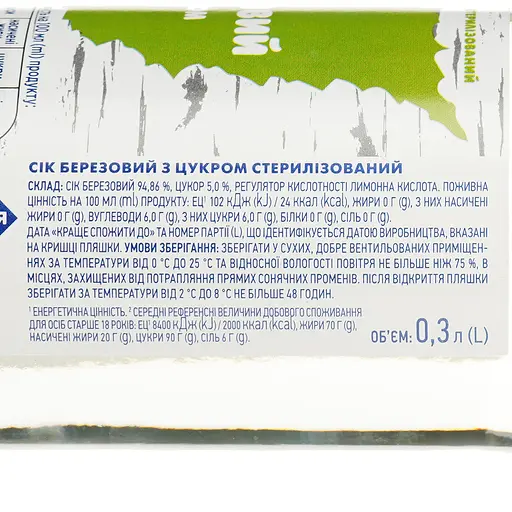 ВИЙ
СТЕРИЛІЗОВАНИЙ
на 100 мл (ml) продукту:
СІК БЕРЕЗОВИЙ З ЦУКРОМ СТЕРИЛІЗОВАНИЙ
СКЛАД: СІК БЕРЕЗОВИЙ 94,86 %, ЦУКОР 5,0 %, РЕГУЛЯТОР КИСЛОТНОСТІ ЛИМОННА КИСЛОТА. ПОЖИВНА
ЦІННІСТЬ НА 100 МЛ (ml) ПРОДУКТУ: ЕЦ¹ 102 кДж (kJ) / 24 ккал (kcal), ЖИРИ 0 Г (g), З НИХ НАСИЧЕНІ
ЖИРИ 0 Г (g), ВУГЛЕВОДИ 6,0 Г (g), З НИХ ЦУКРИ 6,0 Г (g), БІЛКИ 0 Г (g), СІЛЬ 0 Г (g).
ДАТА «КРАЩЕ СПОЖИТИ ДО» ТА НОМЕР ПАРТІЇ (L), ЩО ІДЕНТИФІКУЄТЬСЯ ДАТОЮ ВИРОБНИЦТВА, ВКАЗАНІ
НА КРИШЦІ ПЛЯШКИ. УМОВИ ЗБЕРІГАННЯ: ЗБЕРІГАТИ У СУХИХ, ДОБРЕ ВЕНТИЛЬОВАНИХ ПРИМІЩЕН-
НЯХ ЗА ТЕМПЕРАТУРИ ВІД 0 °С ДО 25 °С ТА ВІДНОСНОЇ ВОЛОГОСТІ ПОВІТРЯ НЕ БІЛЬШЕ НІЖ 75 %, В
МІСЦЯХ, ЗАХИЩЕНИХ ВІД ПОТРАПЛЯННЯ ПРЯМИХ СОНЯЧНИХ ПРОМЕНІВ. ПІСЛЯ ВІДКРИТТЯ ПЛЯШКИ
ЗБЕРІГАТИ ЗА ТЕМПЕРАТУРИ ВІД 2 °С ДО 8 °С НЕ БІЛЬШЕ 48 ГОДИН.
¹ ЕНЕРГЕТИЧНА ЦІННІСТЬ. ² СЕРЕДНІ РЕФЕРЕНСНІ ВЕЛИЧИНИ ДОБОВОГО СПОЖИВАННЯ
ДЛЯ ОСІБ СТАРШЕ 18 РОКІВ: ЕЦ¹ 8400 кДж (kJ) / 2000 ккал (kcal), ЖИРИ 70 Г (g),
НАСИЧЕНІ ЖИРИ 20 Г (g), ЦУКРИ 90 Г (g), СІЛЬ 6 Г (g).
ОБ'ЄМ: 0,3 л (L)